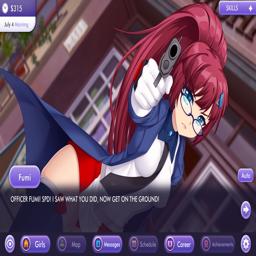 $315
July 4 Morning
SKILLS
Fumi
Auto
OFFICER FUMI! SPD! I SAW WHAT YOU DID, NOW GET ON THE GROUND!
Girls
Map
Messages
Schedule
Career
Achievements